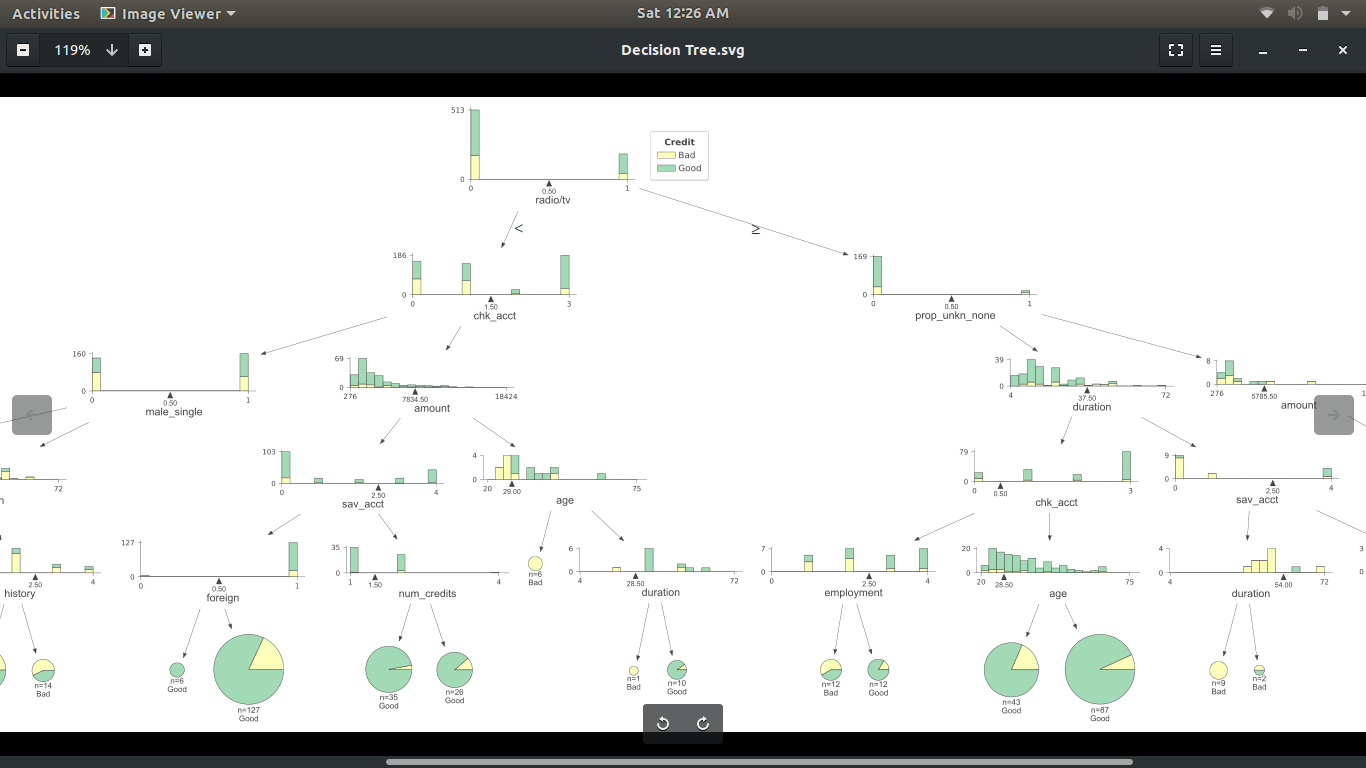 Activities Image Viewer Sat 12:26 AM
119% Decision Tree.svg
513
0
0 0.50 1
radio/tv
Credit
Bad
Good
< ≥
186
0
0 1.50 3
chk_acct
169
0
0 0.50 1
prop_unkn_none
160
0
0 0.50 1
male_single
69
0
276 7834.50 18424
amount
39
0
4 37.50 72
duration
8
0
276 5785.50 1
amount
72
n
103
0
0 2.50 4
sav_acct
4
0
20 29.00 75
age
79
0
0 0.50 3
chk_acct
9
0
0 2.50 4
sav_acct
2.50 4
history
127
0
0 0.50 1
foreign
35
0
1 1.50 4
num_credits
n=6
Bad
6
0
4 28.50 72
duration
7
0
0 2.50 4
employment
20
0
20 28.50 75
age
4
0
4 54.00 72
duration
3
0
n=14
Bad
n=6
Good
n=127
Good
n=35
Good
n=26
Good
n=1
Bad
n=10
Good
n=12
Bad
n=12
Good
n=43
Good
n=87
Good
n=9
Bad
n=2
Bad